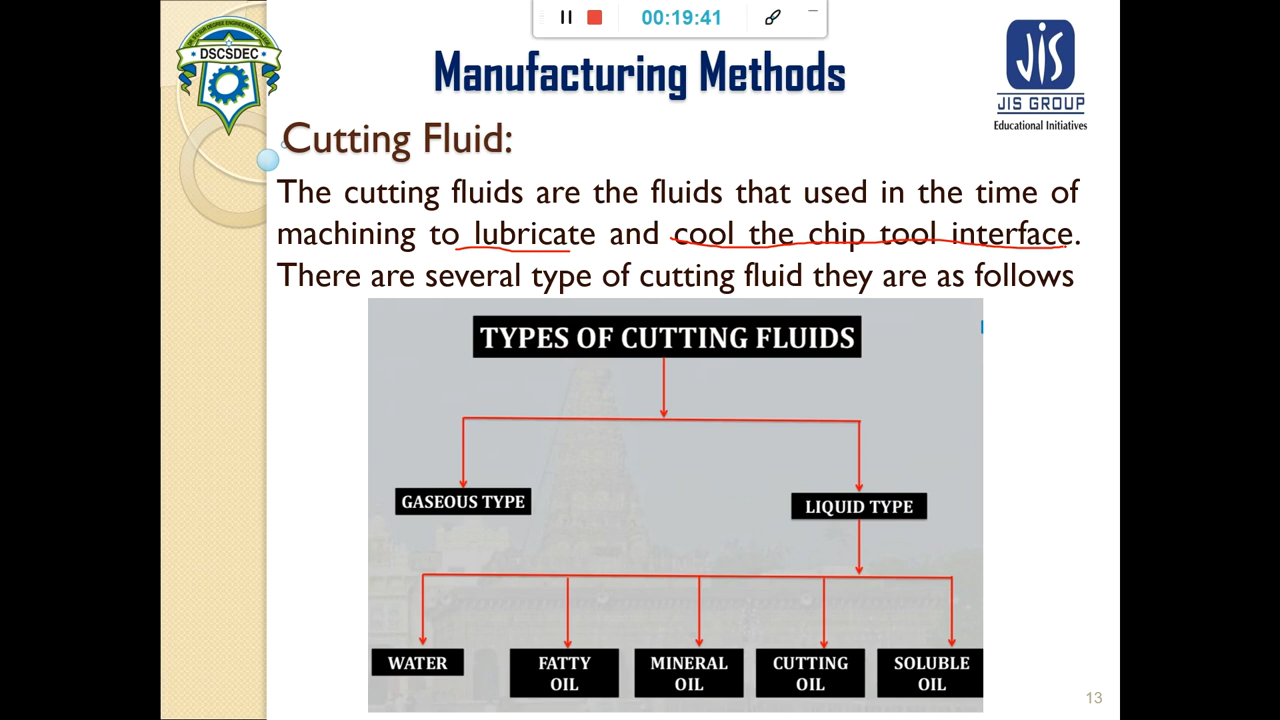 00:19:41
DSCSDEC
JIS
JIS GROUP
Educational Initiatives
Manufacturing Methods
Cutting Fluid:
The cutting fluids are the fluids that used in the time of
machining to lubricate and cool the chip tool interface.
There are several type of cutting fluid they are as follows
TYPES OF CUTTING FLUIDS
GASEOUS TYPE
LIQUID TYPE
WATER
FATTY
OIL
MINERAL
OIL
CUTTING
OIL
SOLUBLE
OIL
13